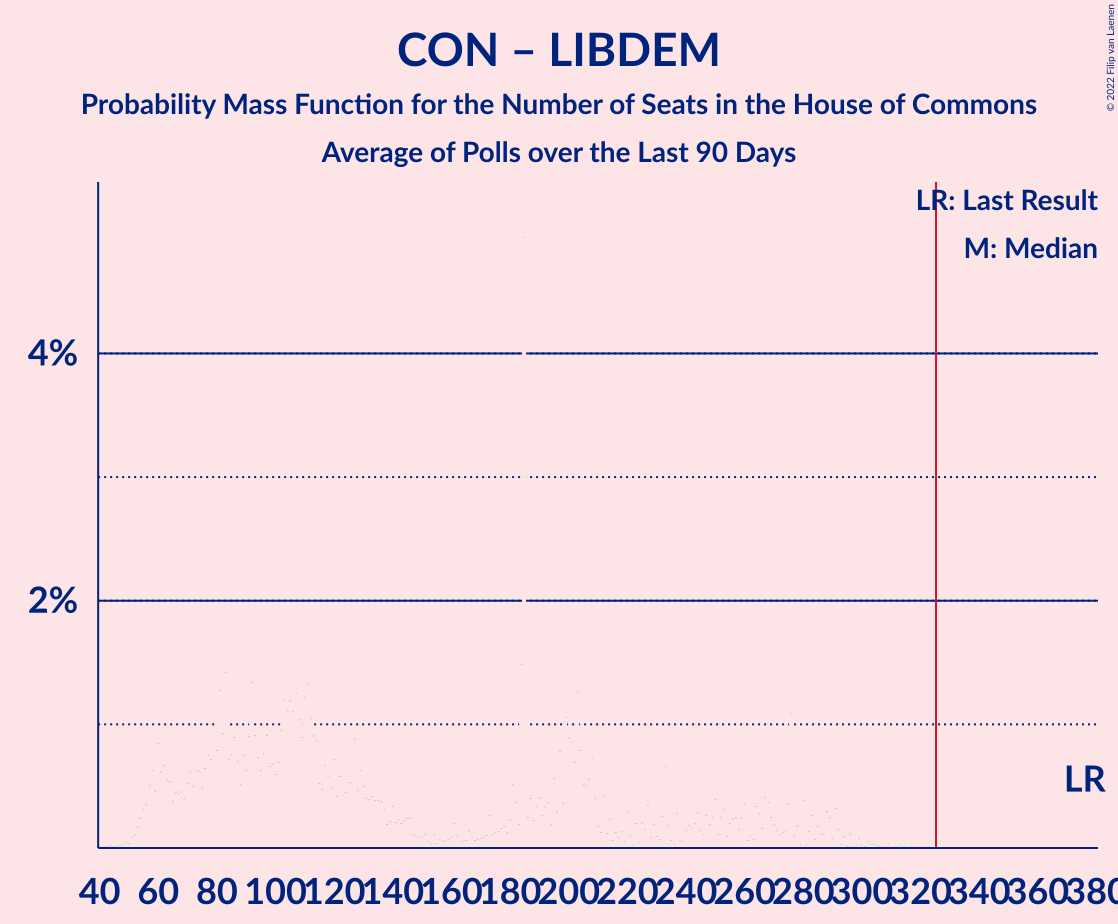 CON – LIBDEM
Probability Mass Function for the Number of Seats in the House of Commons
Average of Polls over the Last 90 Days
© 2022 Filip van Laenen
LR: Last Result
M: Median
4%
2%
LR
40 60 80 100 120 140 160 180 200 220 240 260 280 300 320 340 360 380